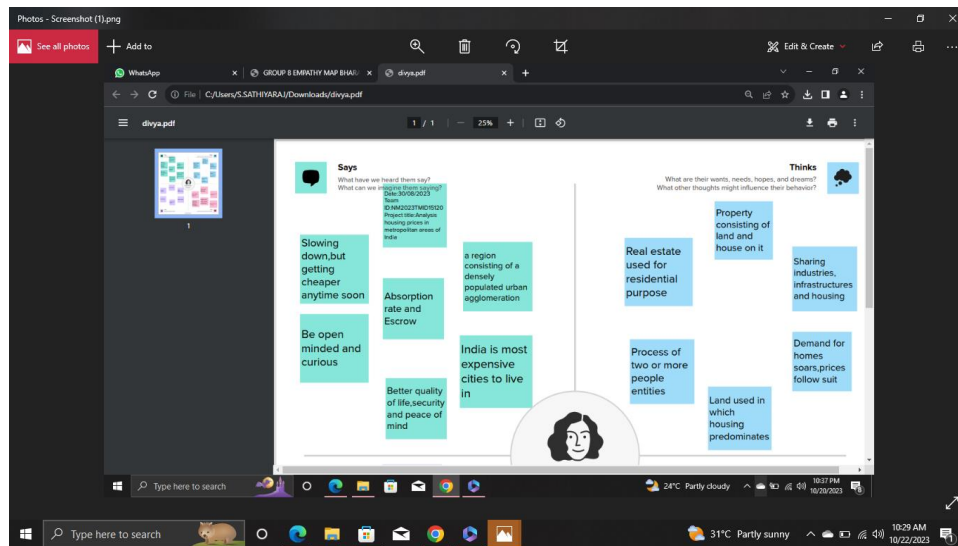 Photos - Screenshot (1).png
See all photos
Add to
Edit & Create
WhatsApp
GROUP 8 EMPATHY MAP BHAR
divya.pdf
File
C:/Users/S.SATHIYARAJ/Downloads/divya.pdf
divya.pdf
1 / 1
25%
1
Says
What have we heard them say?
What can we imagine them saying?
Date:30/08/2023
Team
ID:NM2023TMID15120
Project title:Analysis
housing prices in
metropolitan areas of
India
Slowing
down,but
getting
cheaper
anytime soon
a region
consisting of a
densely
populated urban
agglomeration
Absorption
rate and
Escrow
Be open
minded and
curious
India is most
expensive
cities to live
in
Better quality
of life,security
and peace of
mind
Thinks
What are their wants, needs, hopes, and dreams?
What other thoughts might influence their behavior?
Property
consisting of
land and
house on it
Real estate
used for
residential
purpose
Sharing
industries,
infrastructures
and housing
Process of
two or more
people
entities
Demand for
homes
soars,prices
follow suit
Land used in
which
housing
predominates
Type here to search
24°C Partly cloudy
10:37 PM
10/20/2023
Type here to search
31°C Partly sunny
10:29 AM
10/22/2023